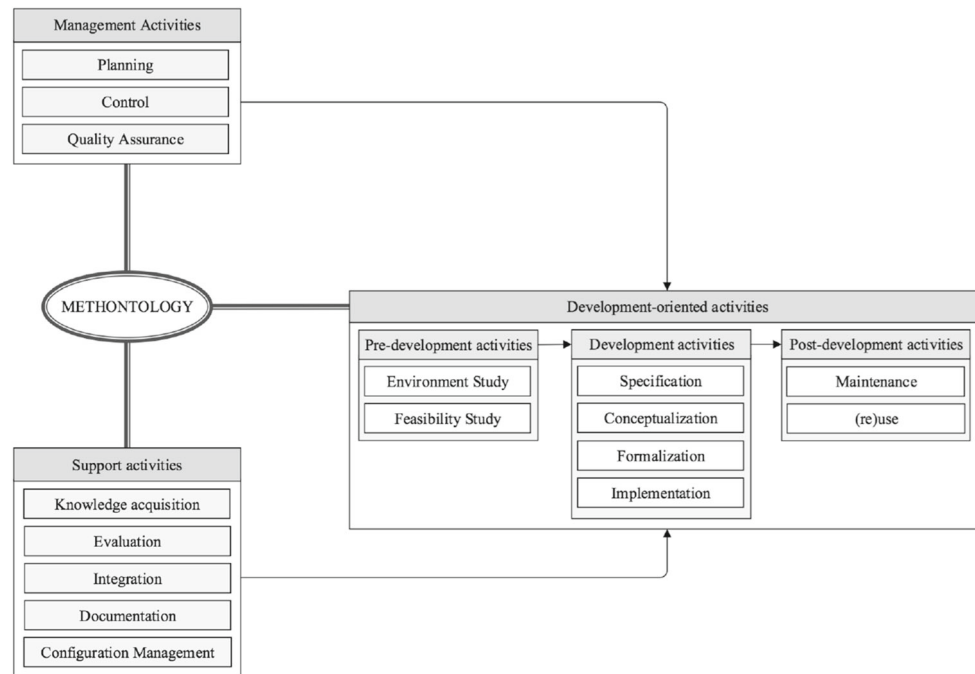 Management Activities
Planning
Control
Quality Assurance
METHONTOLOGY
Development-oriented activities
Pre-development activities
Environment Study
Feasibility Study
Development activities
Specification
Conceptualization
Formalization
Implementation
Post-development activities
Maintenance
(re)use
Support activities
Knowledge acquisition
Evaluation
Integration
Documentation
Configuration Management